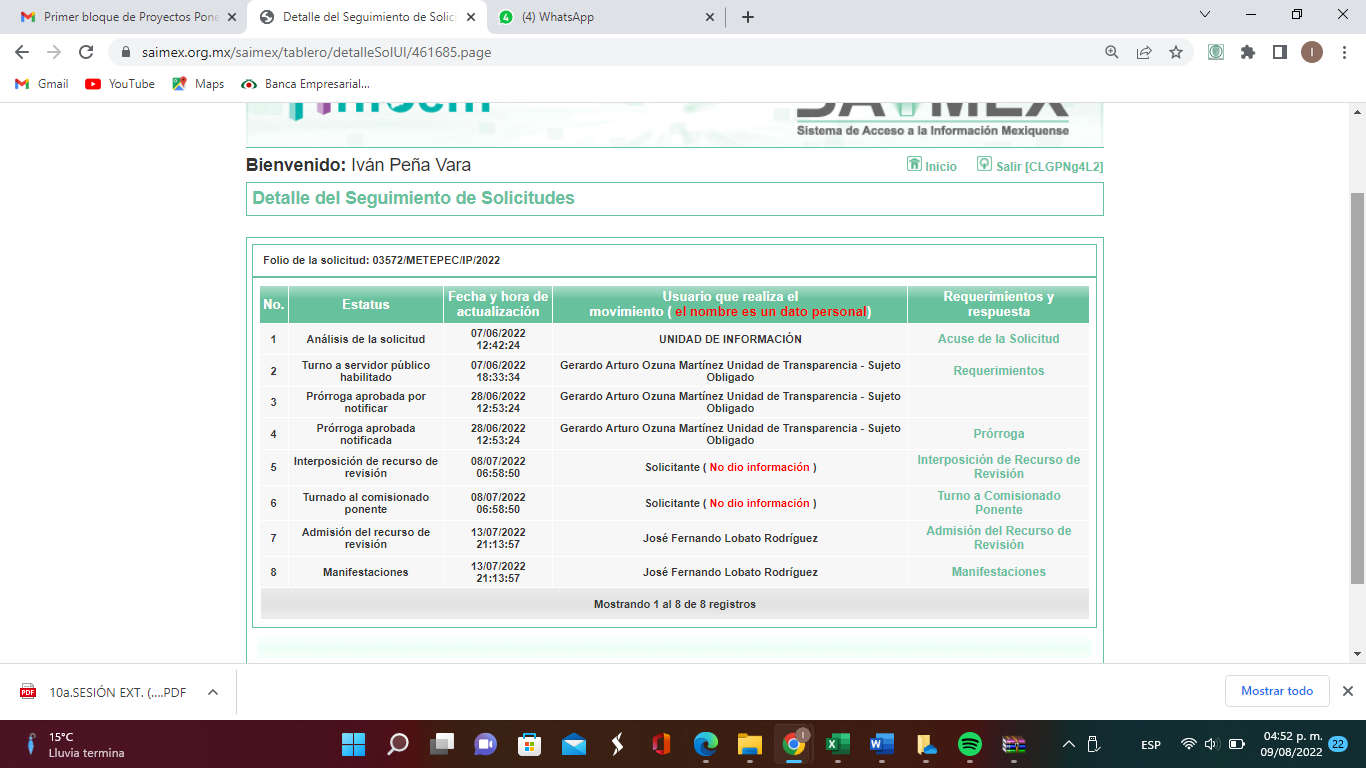 Primer bloque de Proyectos Pone
Detalle del Seguimiento de Solici
(4) WhatsApp
saimex.org.mx/saimex/tablero/detalleSolUI/461685.page
I
Gmail
YouTube
Maps
Banca Empresarial...
Sistema de Acceso a la Información Mexiquense
Bienvenido: Iván Peña Vara
Inicio
Salir [CLGPNg4L2]
Detalle del Seguimiento de Solicitudes
Folio de la solicitud: 03572/METEPEC/IP/2022
No. Estatus Fecha y hora de actualización Usuario que realiza el movimiento ( el nombre es un dato personal) Requerimientos y respuesta
1 Análisis de la solicitud 07/06/2022 12:42:24 UNIDAD DE INFORMACIÓN Acuse de la Solicitud
2 Turno a servidor público habilitado 07/06/2022 18:33:34 Gerardo Arturo Ozuna Martínez Unidad de Transparencia - Sujeto Obligado Requerimientos
3 Prórroga aprobada por notificar 28/06/2022 12:53:24 Gerardo Arturo Ozuna Martínez Unidad de Transparencia - Sujeto Obligado
4 Prórroga aprobada notificada 28/06/2022 12:53:24 Gerardo Arturo Ozuna Martínez Unidad de Transparencia - Sujeto Obligado Prórroga
5 Interposición de recurso de revisión 08/07/2022 06:58:50 Solicitante ( No dio información ) Interposición de Recurso de Revisión
6 Turnado al comisionado ponente 08/07/2022 06:58:50 Solicitante ( No dio información ) Turno a Comisionado Ponente
7 Admisión del recurso de revisión 13/07/2022 21:13:57 José Fernando Lobato Rodríguez Admisión del Recurso de Revisión
8 Manifestaciones 13/07/2022 21:13:57 José Fernando Lobato Rodríguez Manifestaciones
Mostrando 1 al 8 de 8 registros
10a.SESIÓN EXT. (....PDF
Mostrar todo
15°C
Lluvia termina
ESP
04:52 p. m.
09/08/2022
22